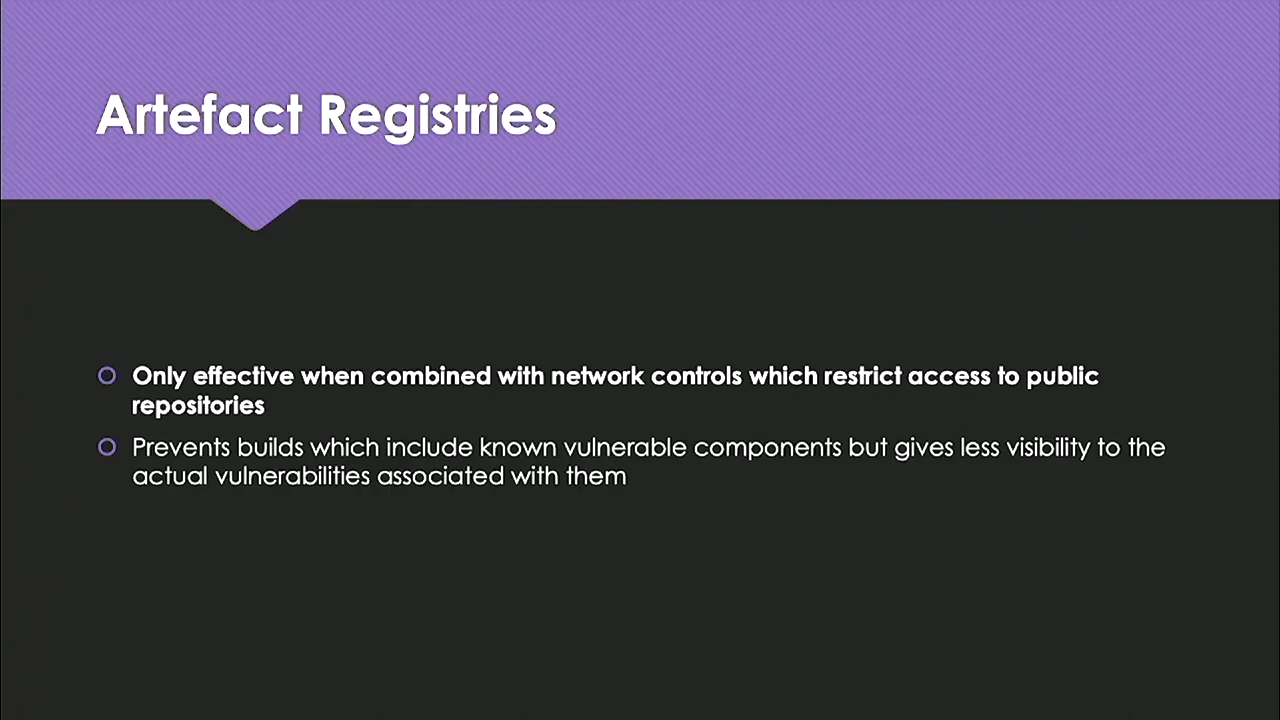 Artefact Registries
Only effective when combined with network controls which restrict access to public
repositories
Prevents builds which include known vulnerable components but gives less visibility to the
actual vulnerabilities associated with them